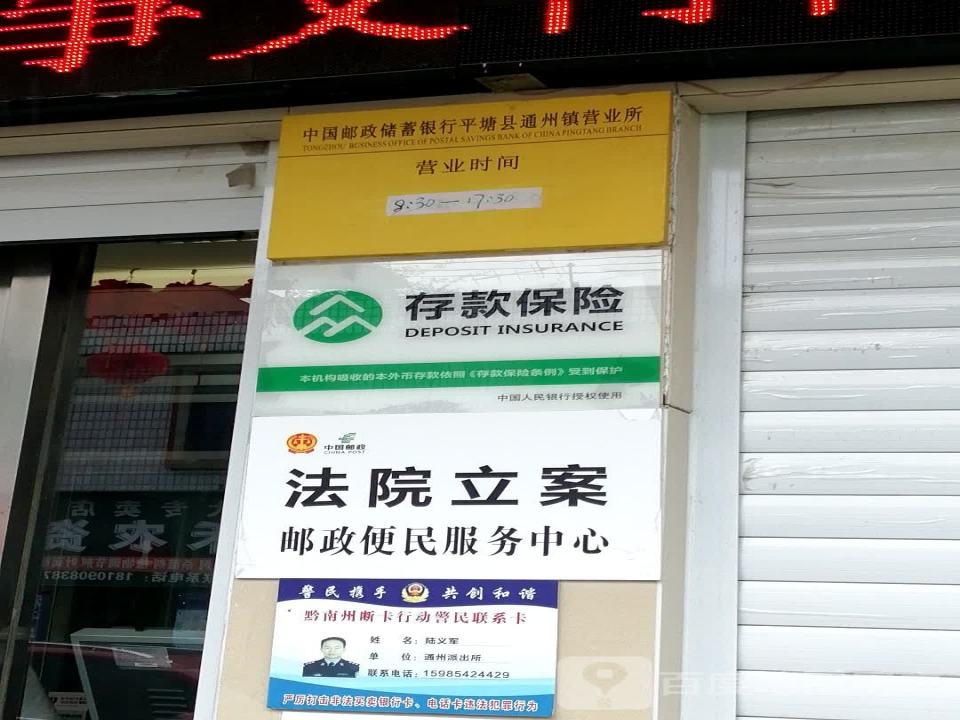 中国邮政储蓄银行平塘县通州镇营业所
TONGZHOU BUSINESS OFFICE OF POSTAL SAVINGS BANK OF CHINA PINGTANG BRANCH
营业时间
8:30—17:30
存款保险
DEPOSIT INSURANCE
本机构吸收的本外币存款依照《存款保险条例》受到保护
中国人民银行授权使用
中国邮政
CHINA POST
法院立案
邮政便民服务中心
警民携手 共创和谐
黔南州断卡行动警民联系卡
姓 名：陆义军
单 位：通州派出所
联系电话：15985424429
严厉打击非法买卖银行卡、电话卡违法犯罪行为